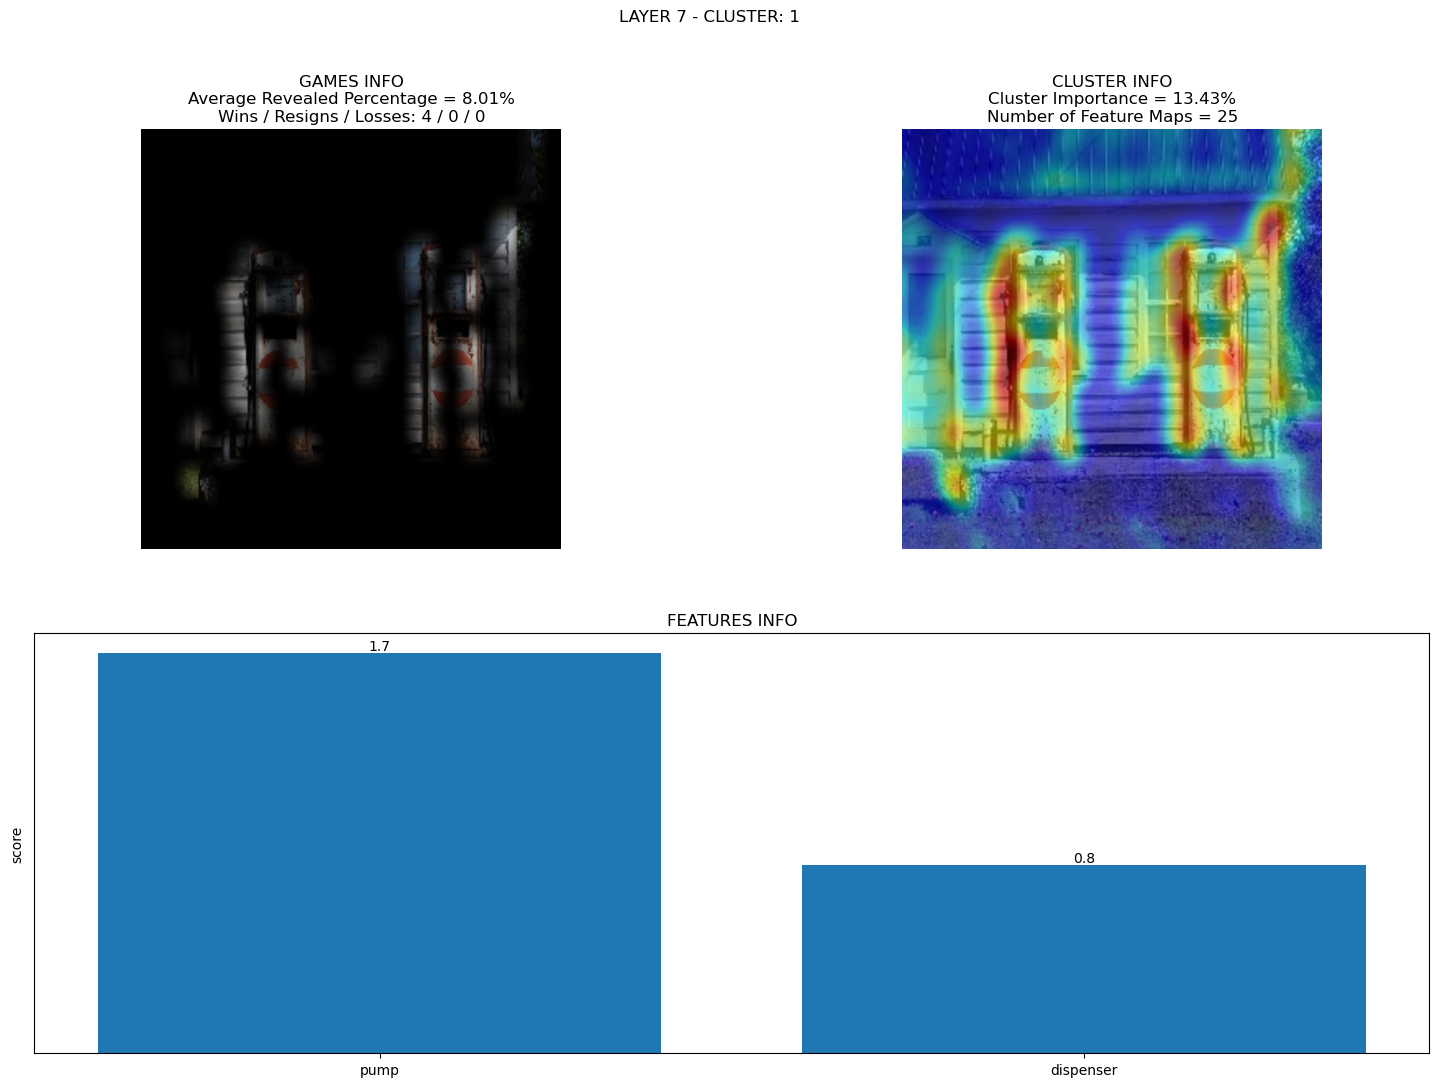 LAYER 7 - CLUSTER: 1
GAMES INFO
Average Revealed Percentage = 8.01%
Wins / Resigns / Losses: 4 / 0 / 0
CLUSTER INFO
Cluster Importance = 13.43%
Number of Feature Maps = 25
FEATURES INFO
score
1.7
0.8
pump
dispenser